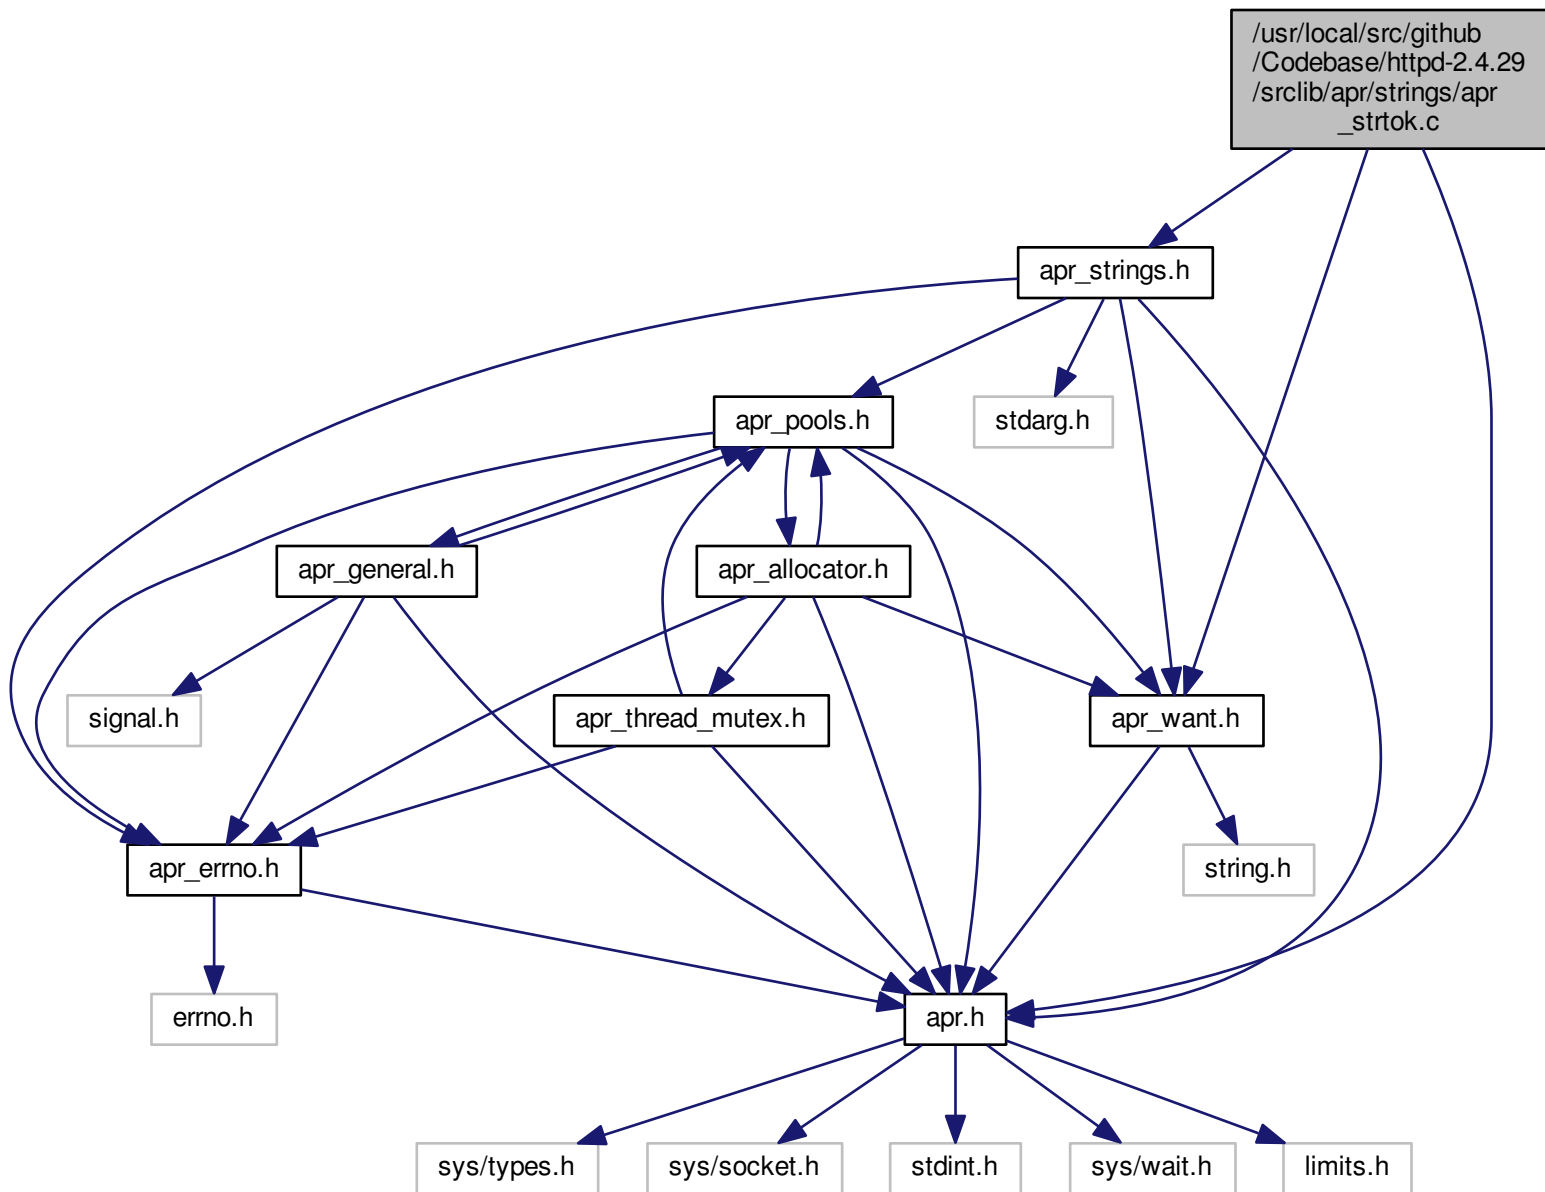 /usr/local/src/github
/Codebase/httpd-2.4.29
/srclib/apr/strings/apr
_strtok.c
apr_strings.h
apr_pools.h
stdarg.h
apr_general.h
apr_allocator.h
signal.h
apr_thread_mutex.h
apr_want.h
apr_errno.h
string.h
errno.h
apr.h
sys/types.h
sys/socket.h
stdint.h
sys/wait.h
limits.h